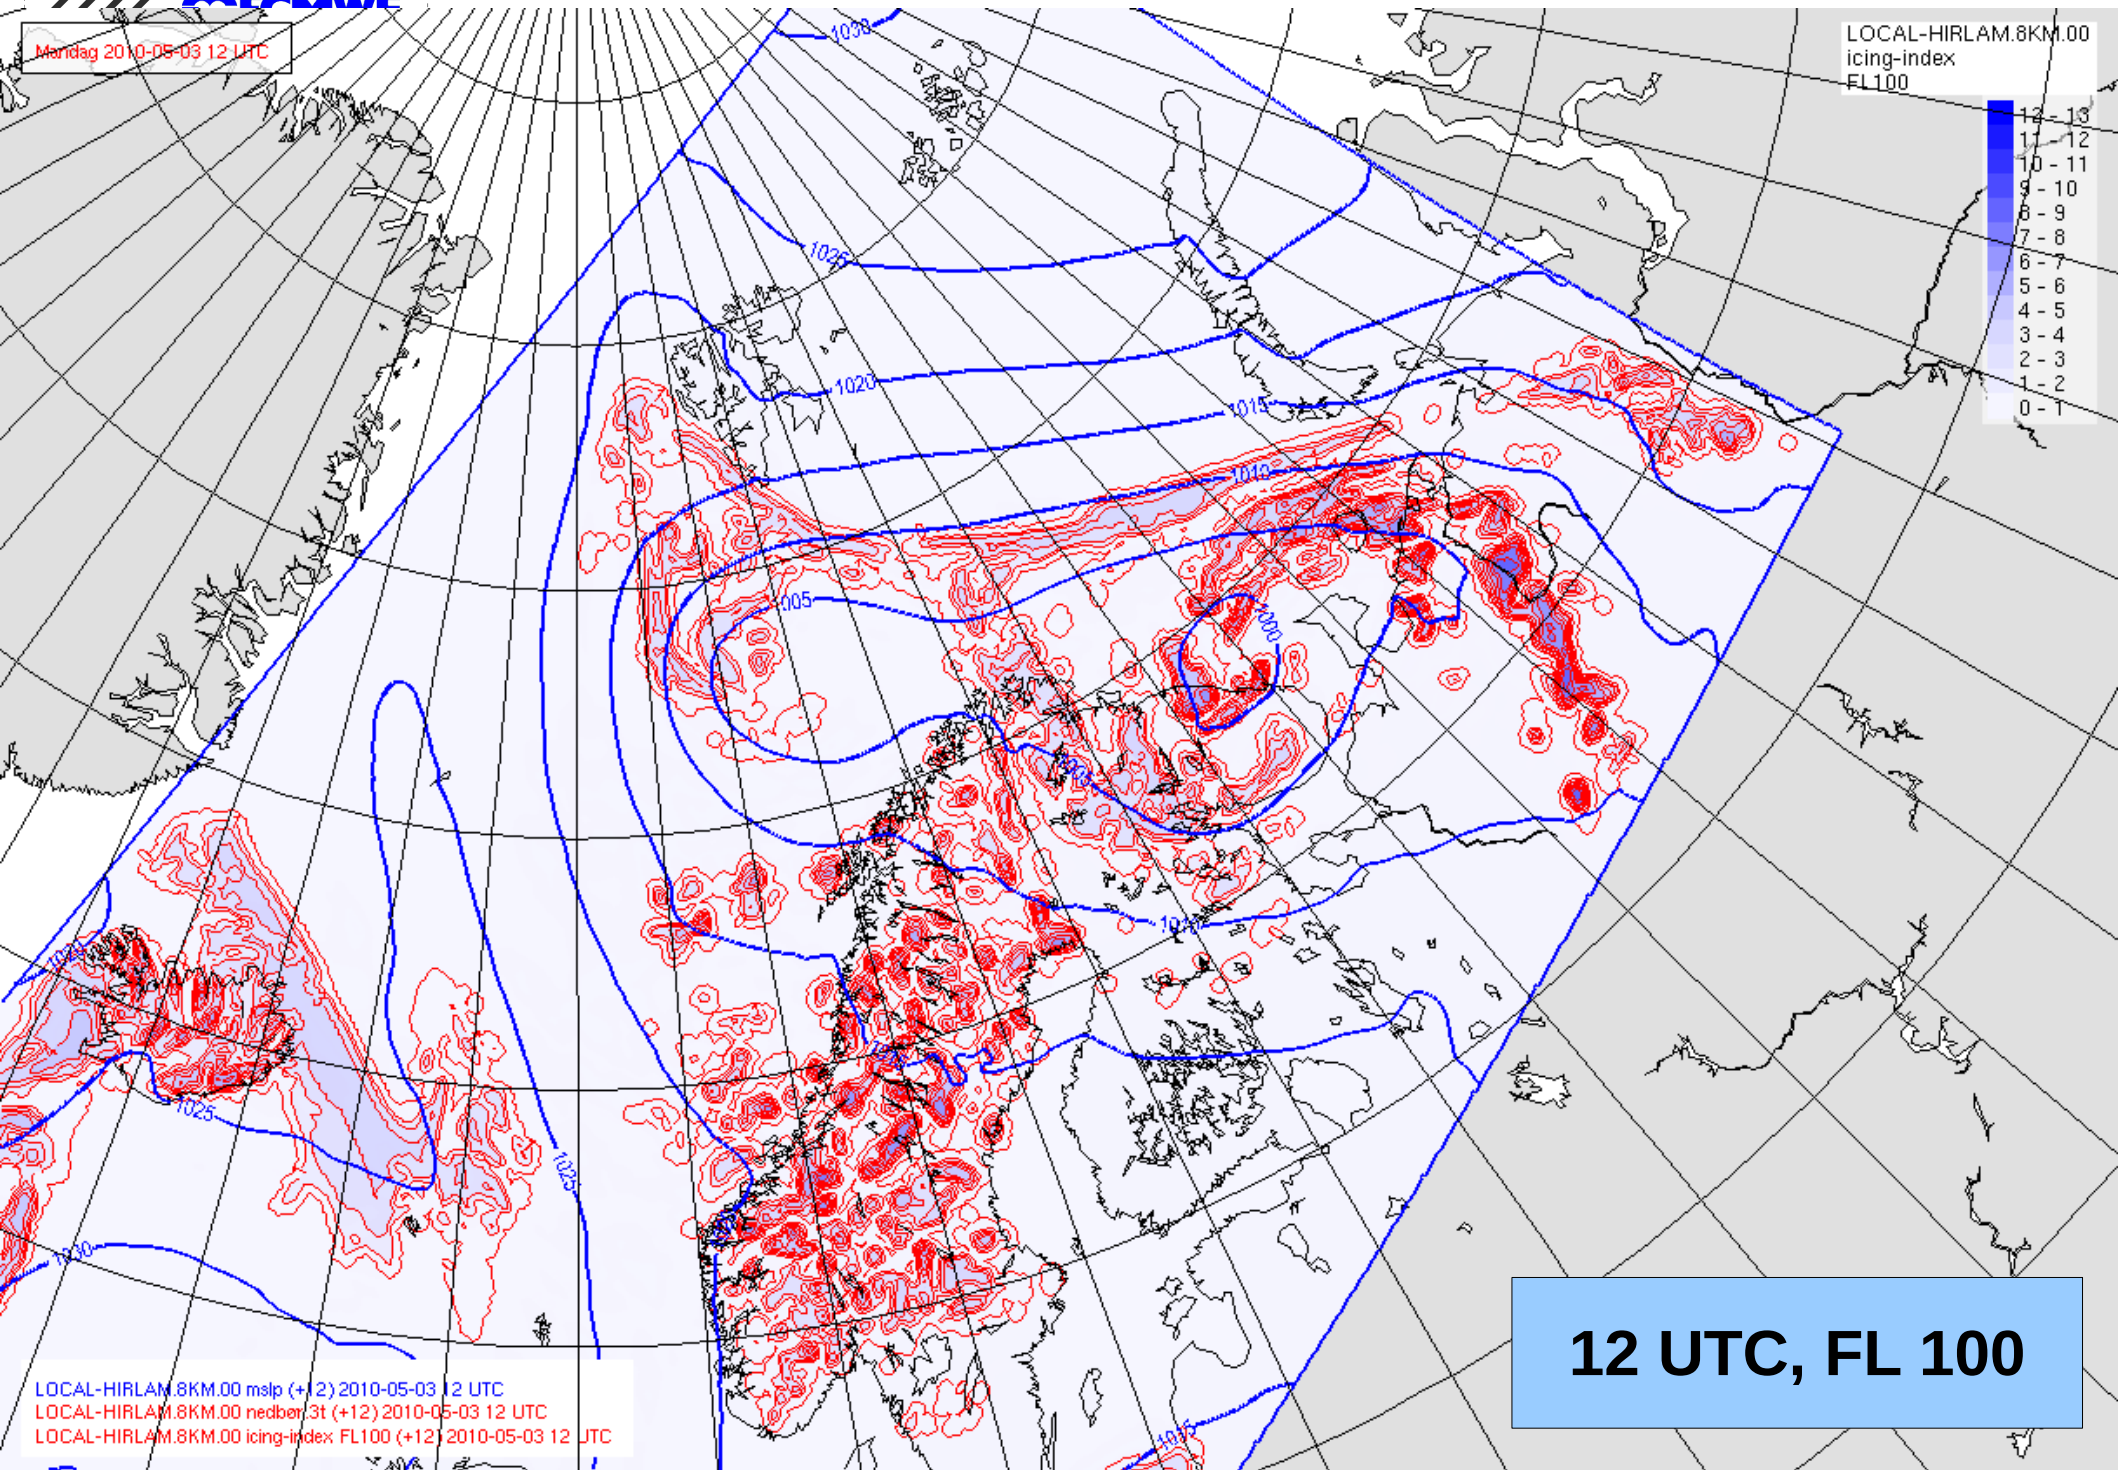 ECMWF
Mandag 2010-05-03 12 UTC
LOCAL-HIRLAM.8KM.00
icing-index
FL100
12 - 13
11 - 12
10 - 11
9 - 10
8 - 9
7 - 8
6 - 7
5 - 6
4 - 5
3 - 4
2 - 3
1 - 2
0 - 1
1030
1025
1020
1015
1010
1005
1000
1005
1010
1025
1025
1030
1015
12 UTC, FL 100
LOCAL-HIRLAM.8KM.00 mslp (+12) 2010-05-03 12 UTC
LOCAL-HIRLAM.8KM.00 nedbør.3t (+12) 2010-05-03 12 UTC
LOCAL-HIRLAM.8KM.00 icing-index FL100 (+12) 2010-05-03 12 UTC